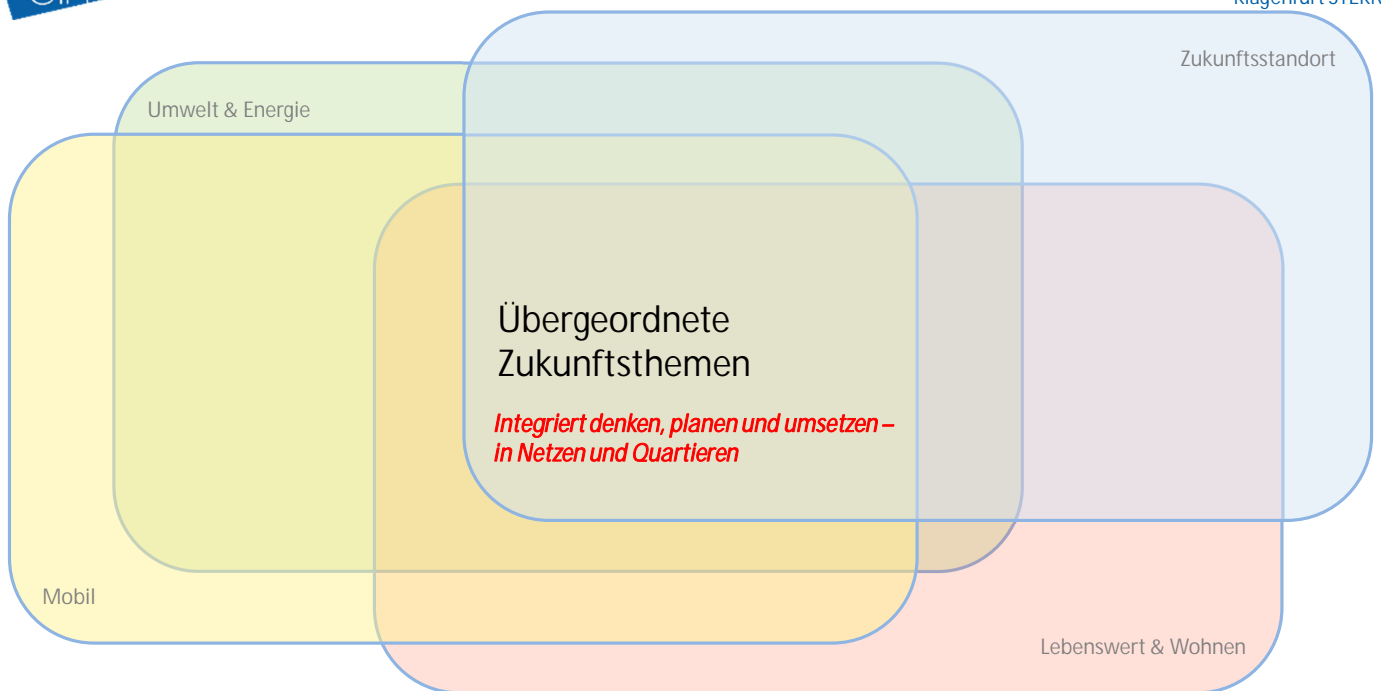 Zukunftsstandort
Umwelt & Energie
Übergeordnete
Zukunftsthemen
Integriert denken, planen und umsetzen –
in Netzen und Quartieren
Mobil
Lebenswert & Wohnen